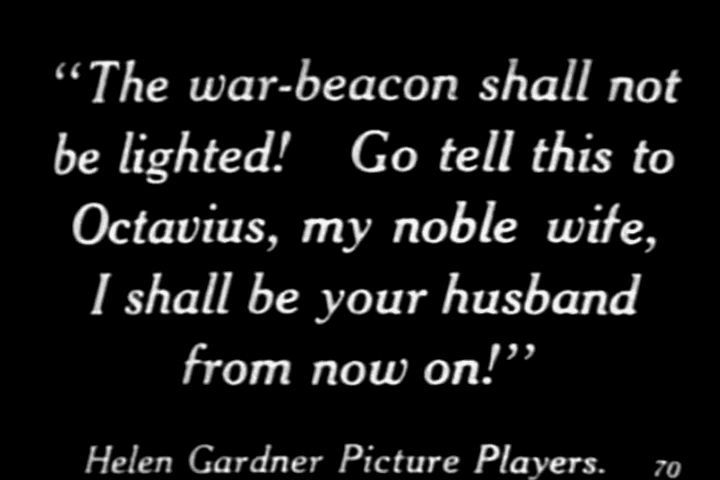 “The war-beacon shall not
be lighted! Go tell this to
Octavius, my noble wife,
I shall be your husband
from now on!”
Helen Gardner Picture Players. 70